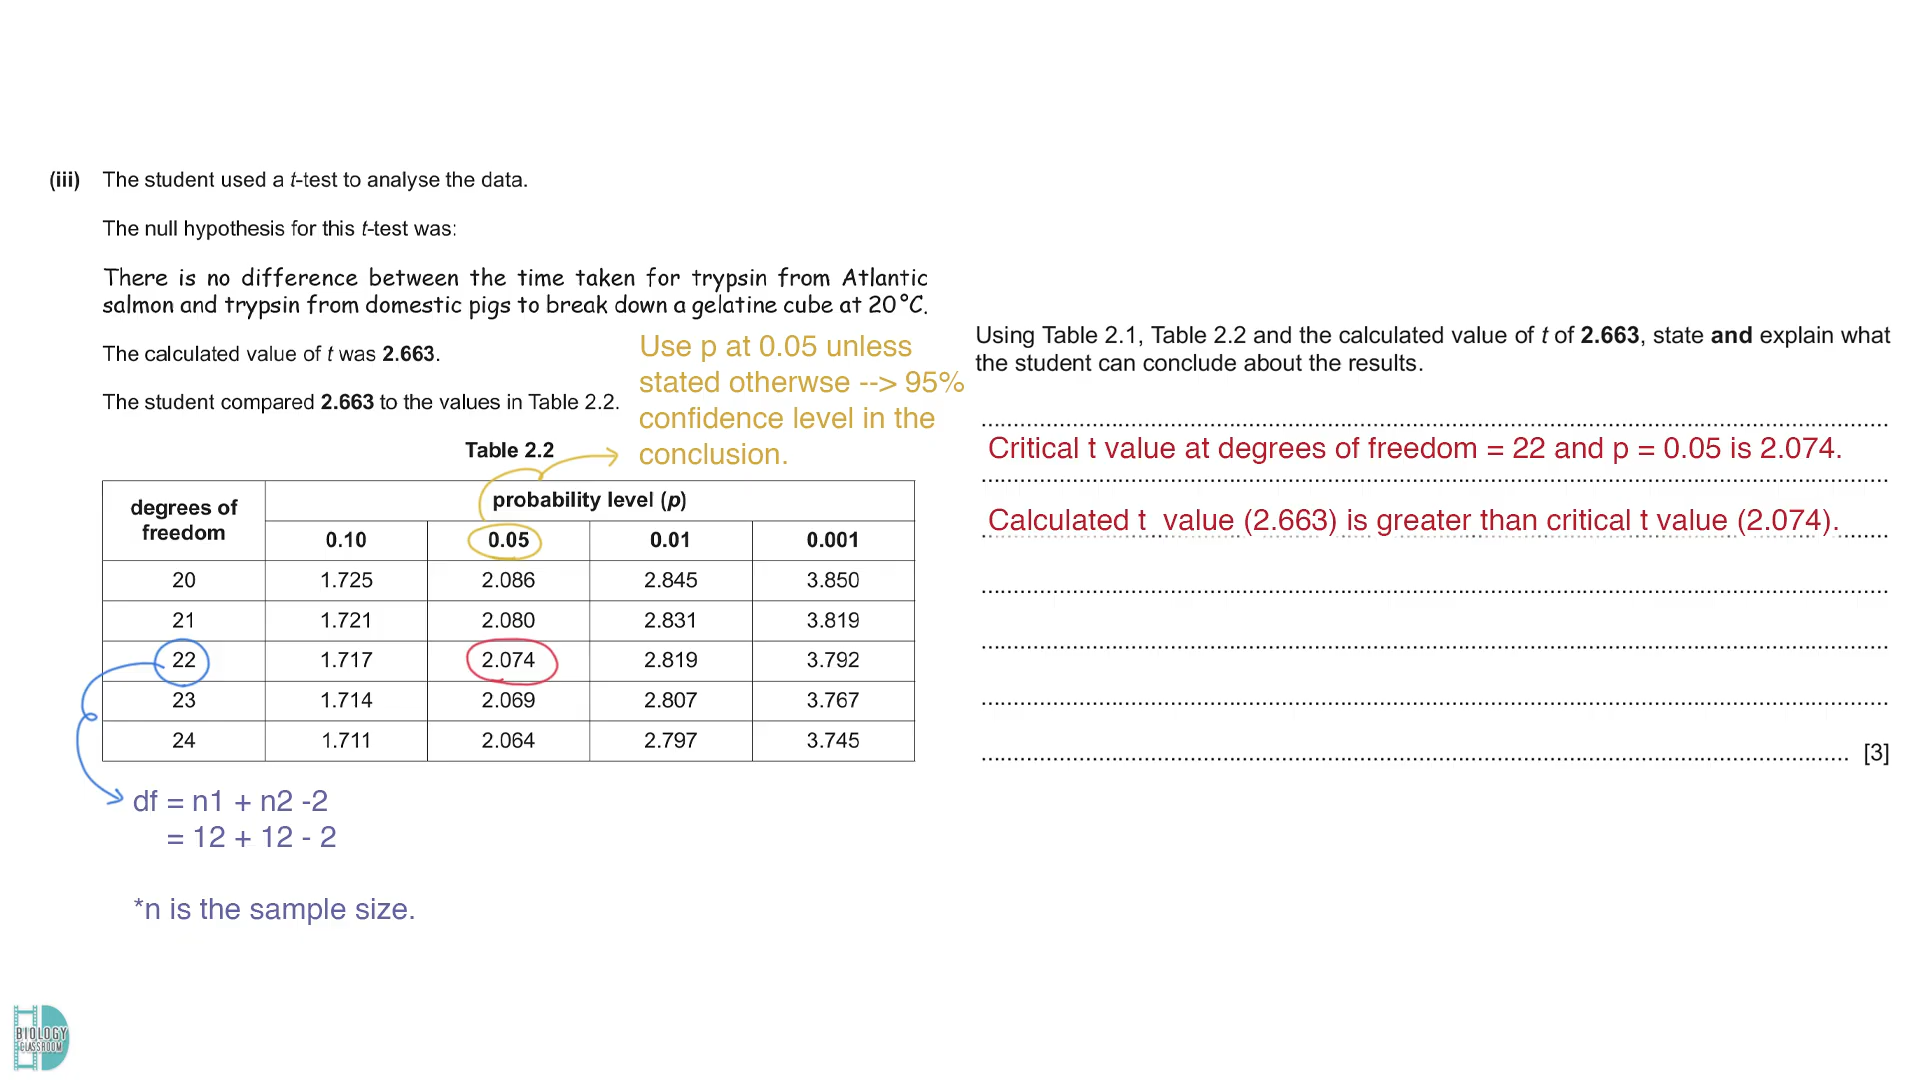 (iii) The student used a t-test to analyse the data.
The null hypothesis for this t-test was:
There is no difference between the time taken for trypsin from Atlantic
salmon and trypsin from domestic pigs to break down a gelatine cube at 20°C.
The calculated value of t was 2.663.
The student compared 2.663 to the values in Table 2.2.
Use p at 0.05 unless
stated otherwse --> 95%
confidence level in the
conclusion.
Table 2.2
degrees of
freedom
probability level (p)
0.10 0.05 0.01 0.001
20 1.725 2.086 2.845 3.850
21 1.721 2.080 2.831 3.819
22 1.717 2.074 2.819 3.792
23 1.714 2.069 2.807 3.767
24 1.711 2.064 2.797 3.745
df = n1 + n2 -2
= 12 + 12 - 2
*n is the sample size.
Using Table 2.1, Table 2.2 and the calculated value of t of 2.663, state and explain what
the student can conclude about the results.
Critical t value at degrees of freedom = 22 and p = 0.05 is 2.074.
Calculated t value (2.663) is greater than critical t value (2.074).
[3]
BIOLOGY
CLASSROOM